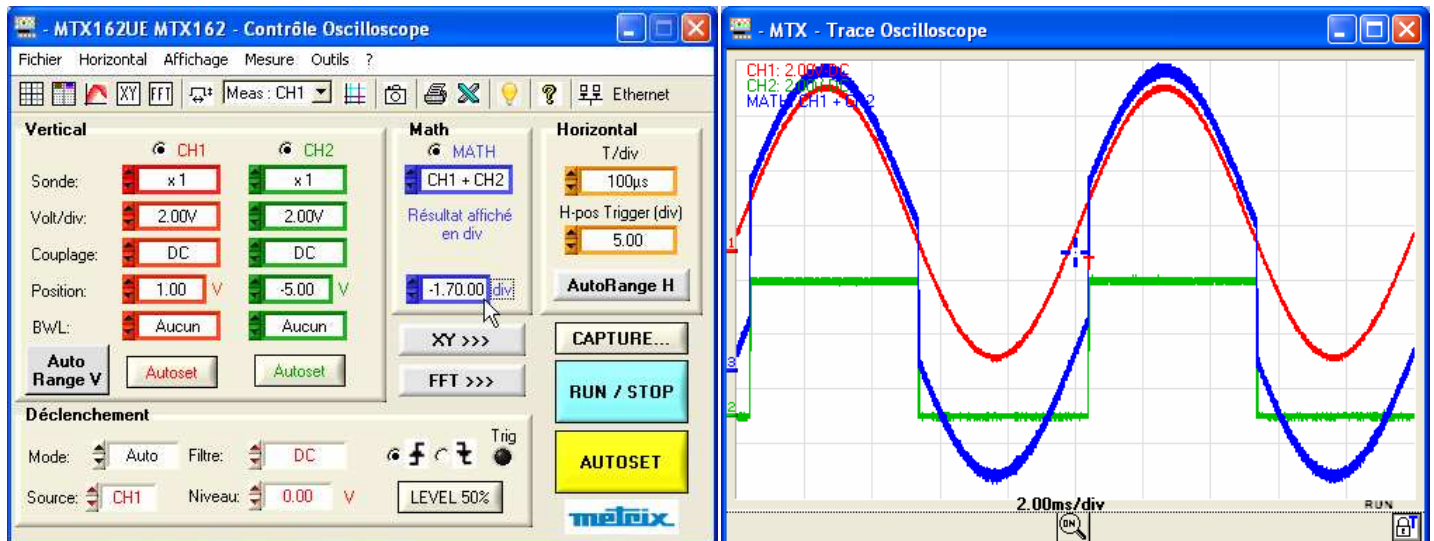 - MTX162UE MTX162 - Contrôle Oscilloscope
Fichier Horizontal Affichage Mesure Outils ?
XY FFT Meas : CH1 ? Ethernet
Vertical
CH1 CH2
Sonde: x 1 x 1
Volt/div: 2.00V 2.00V
Couplage: DC DC
Position: 1.00 V -5.00 V
BWL: Aucun Aucun
Auto Range V Autoset Autoset
Math
MATH
CH1 + CH2
Résultat affiché
en div
-1.70.00 div
XY >>>
FFT >>>
Horizontal
T/div
100µs
H-pos Trigger (div)
5.00
AutoRange H
CAPTURE...
RUN / STOP
AUTOSET
metrix
Déclenchement
Mode: Auto Filtre: DC Trig
Source: CH1 Niveau: 0.00 V LEVEL 50%
- MTX - Trace Oscilloscope
CH1: 2.00V DC
CH2: 2.00V DC
MATH: CH1 + CH2
1
3
2
2.00ms/div
RUN
ON
T